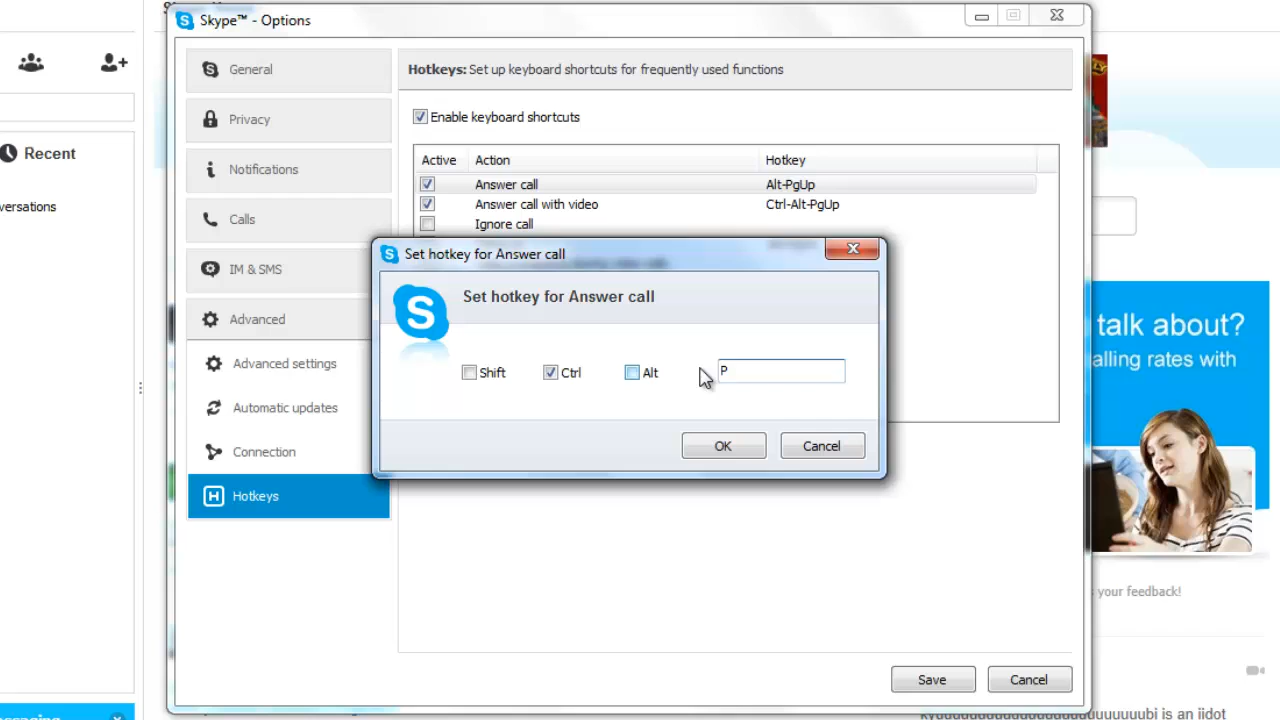 Skype™ - Options
General
Privacy
Notifications
Calls
IM & SMS
Advanced
Advanced settings
Automatic updates
Connection
Hotkeys
Recent
Hotkeys: Set up keyboard shortcuts for frequently used functions
Enable keyboard shortcuts
Active Action Hotkey
Answer call Alt-PgUp
Answer call with video Ctrl-Alt-PgUp
Ignore call
Set hotkey for Answer call
Set hotkey for Answer call
Shift Ctrl Alt P
OK Cancel
Save Cancel
talk about?
alling rates with
your feedback!
is an iidot